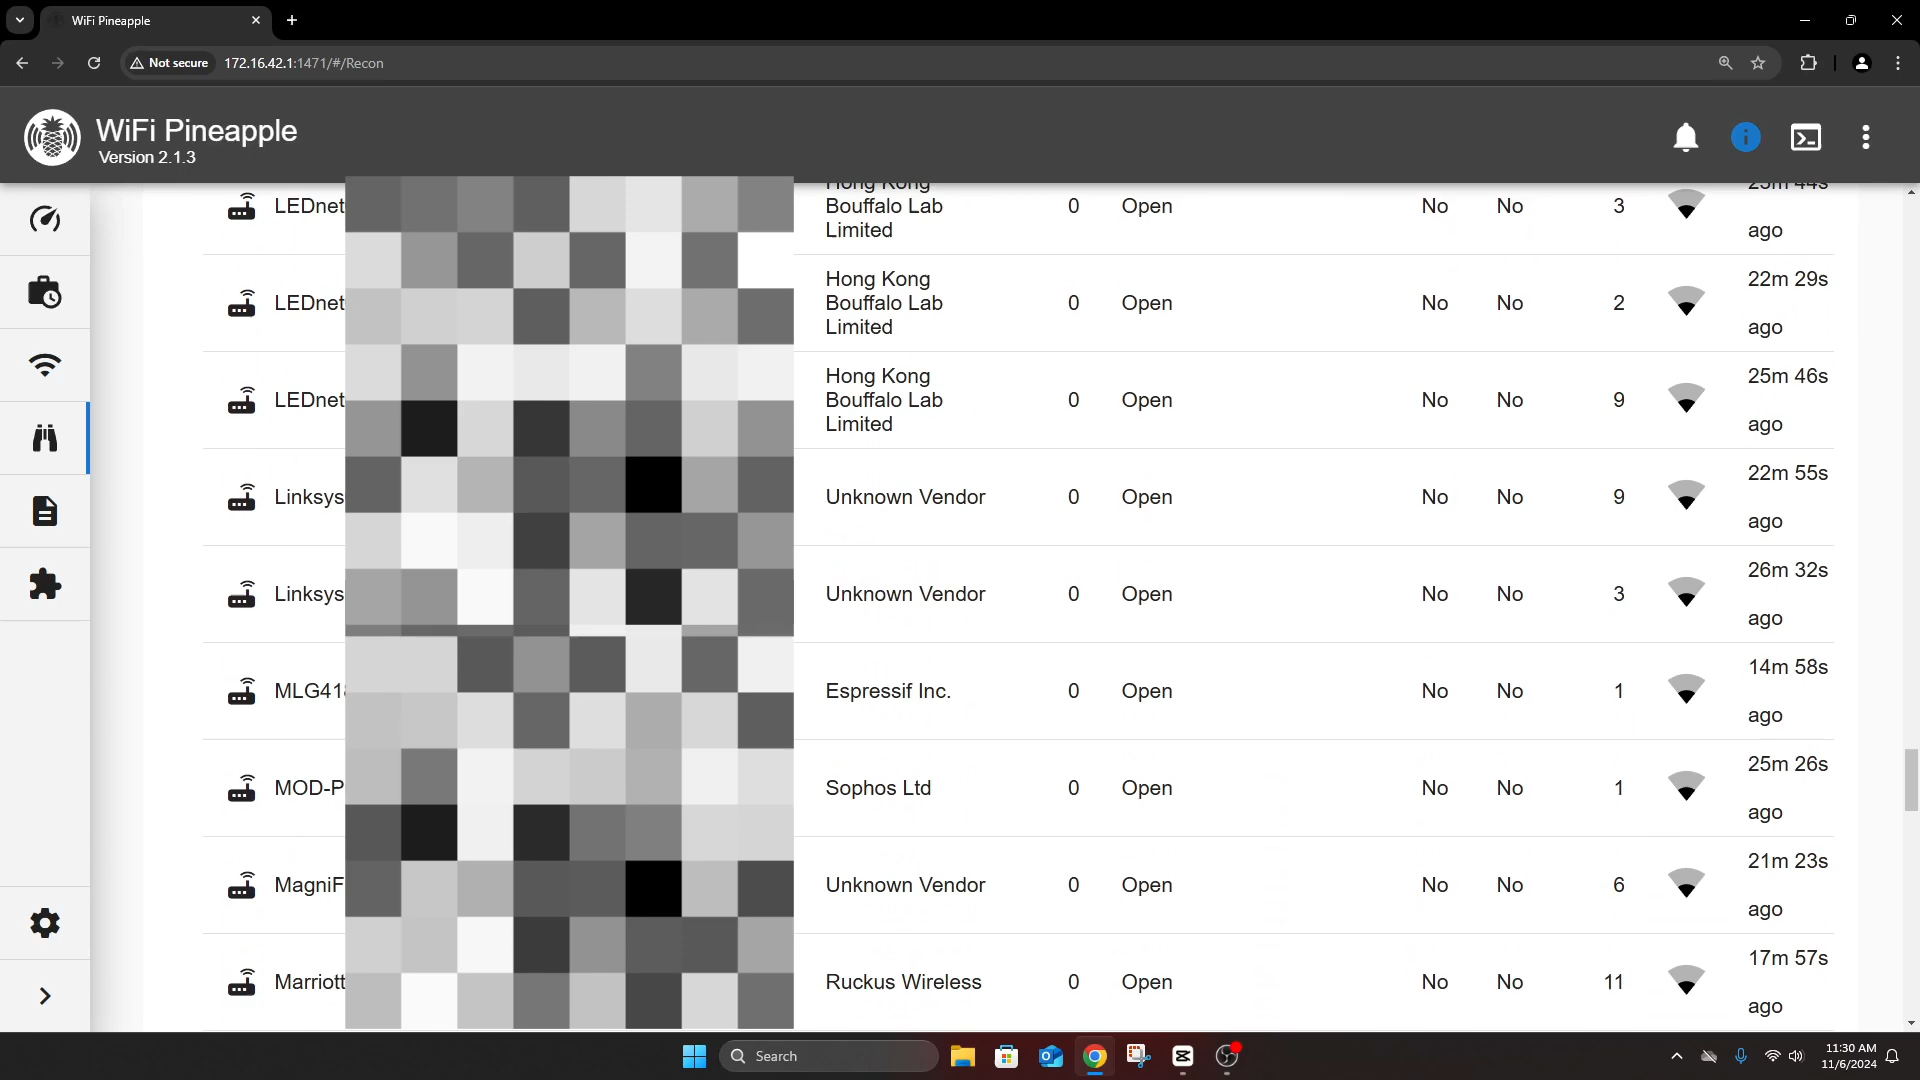 WiFi Pineapple
Not secure
172.16.42.1:1471/#/Recon
WiFi Pineapple
Version 2.1.3
LEDnet Hong Kong Bouffalo Lab Limited 0 Open No No 3 25m 44s ago
LEDnet Hong Kong Bouffalo Lab Limited 0 Open No No 2 22m 29s ago
LEDnet Hong Kong Bouffalo Lab Limited 0 Open No No 9 25m 46s ago
Linksys Unknown Vendor 0 Open No No 9 22m 55s ago
Linksys Unknown Vendor 0 Open No No 3 26m 32s ago
MLG418 Espressif Inc. 0 Open No No 1 14m 58s ago
MOD-P Sophos Ltd 0 Open No No 1 25m 26s ago
MagniF Unknown Vendor 0 Open No No 6 21m 23s ago
Marriott Ruckus Wireless 0 Open No No 11 17m 57s ago
Search
11:30 AM
11/6/2024